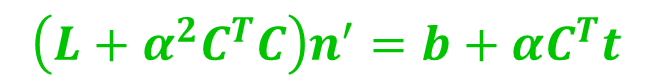 (L + α²CᵀC)n′ = b + αCᵀt